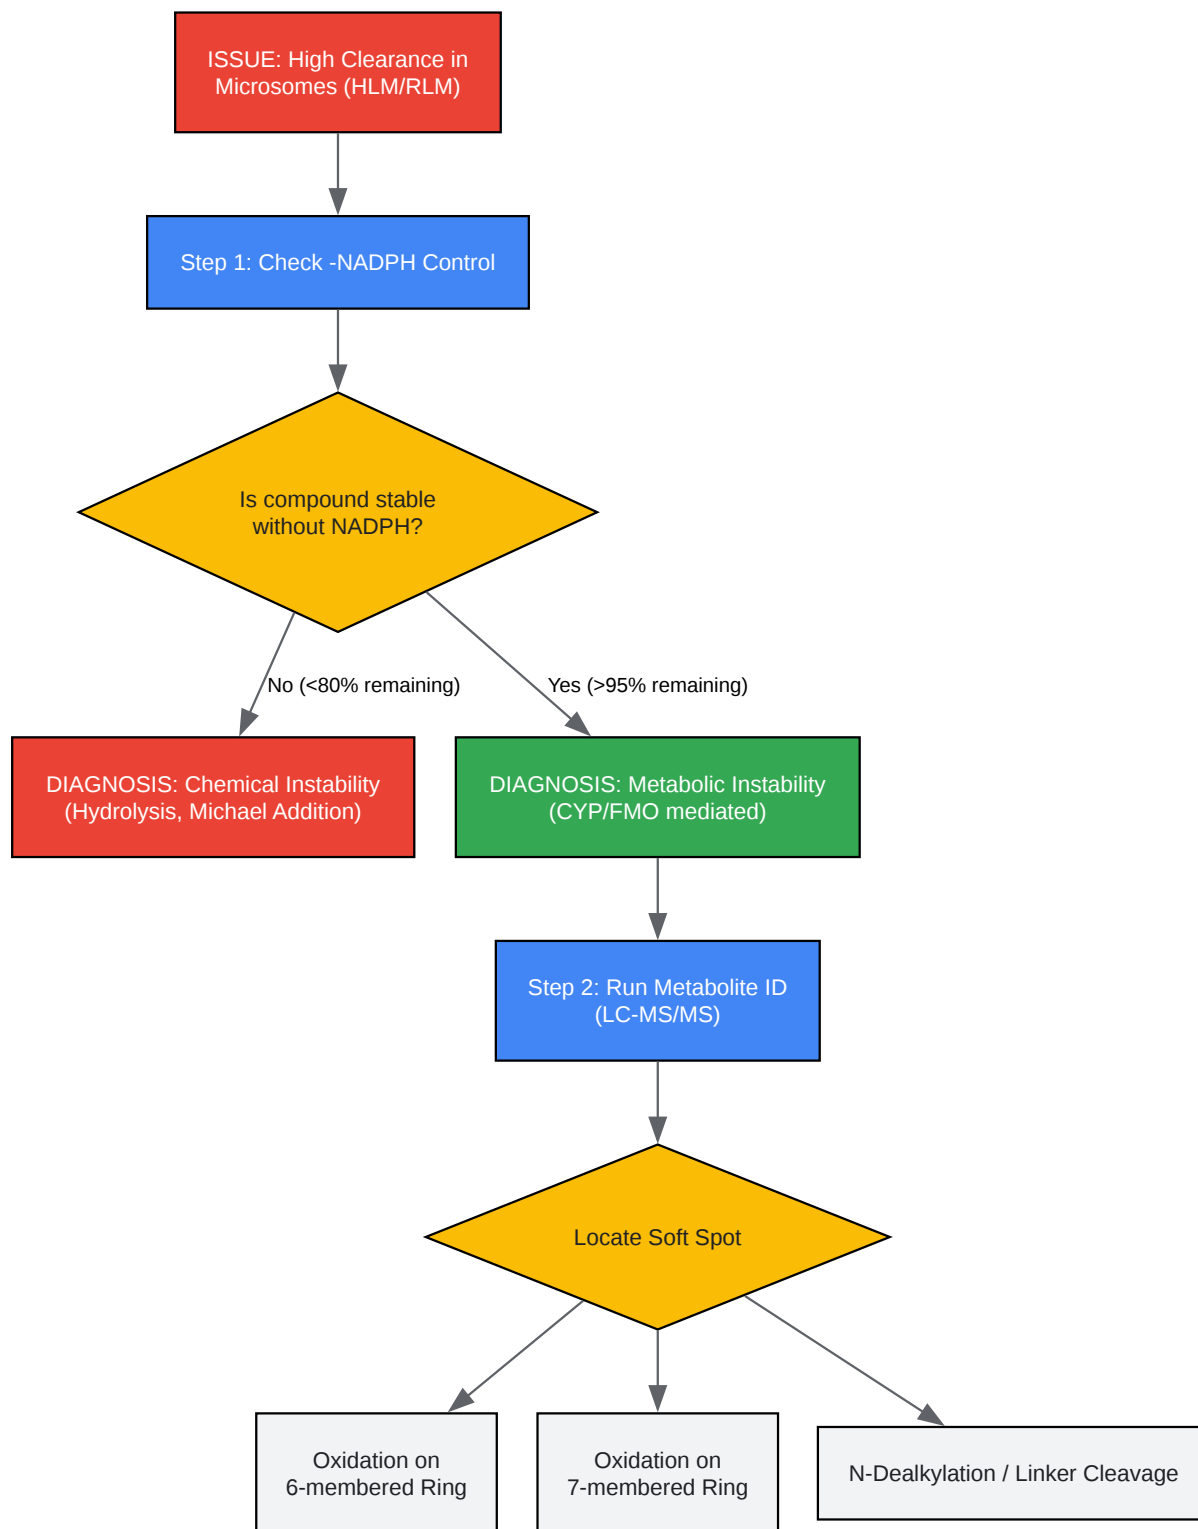 ISSUE: High Clearance in
Microsomes (HLM/RLM)
Step 1: Check -NADPH Control
Is compound stable
without NADPH?
No (<80% remaining)
Yes (>95% remaining)
DIAGNOSIS: Chemical Instability
(Hydrolysis, Michael Addition)
DIAGNOSIS: Metabolic Instability
(CYP/FMO mediated)
Step 2: Run Metabolite ID
(LC-MS/MS)
Locate Soft Spot
Oxidation on
6-membered Ring
Oxidation on
7-membered Ring
N-Dealkylation / Linker Cleavage